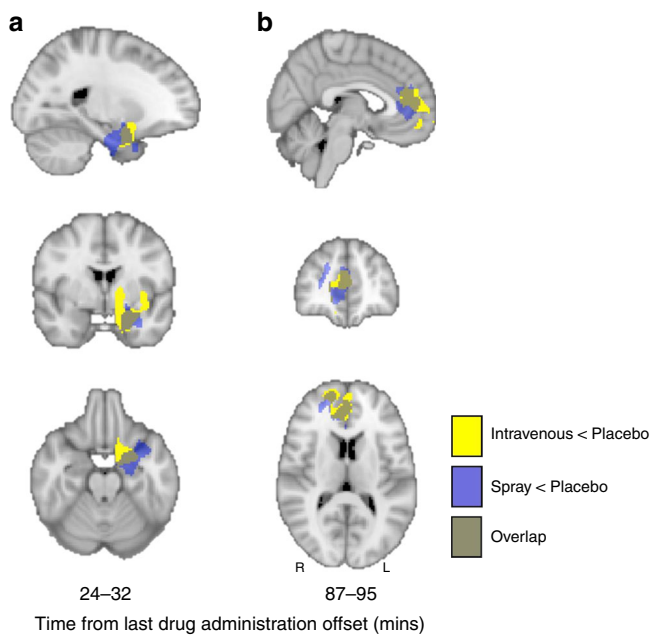 a
b
Intravenous < Placebo
Spray < Placebo
Overlap
R
L
24–32
87–95
Time from last drug administration offset (mins)